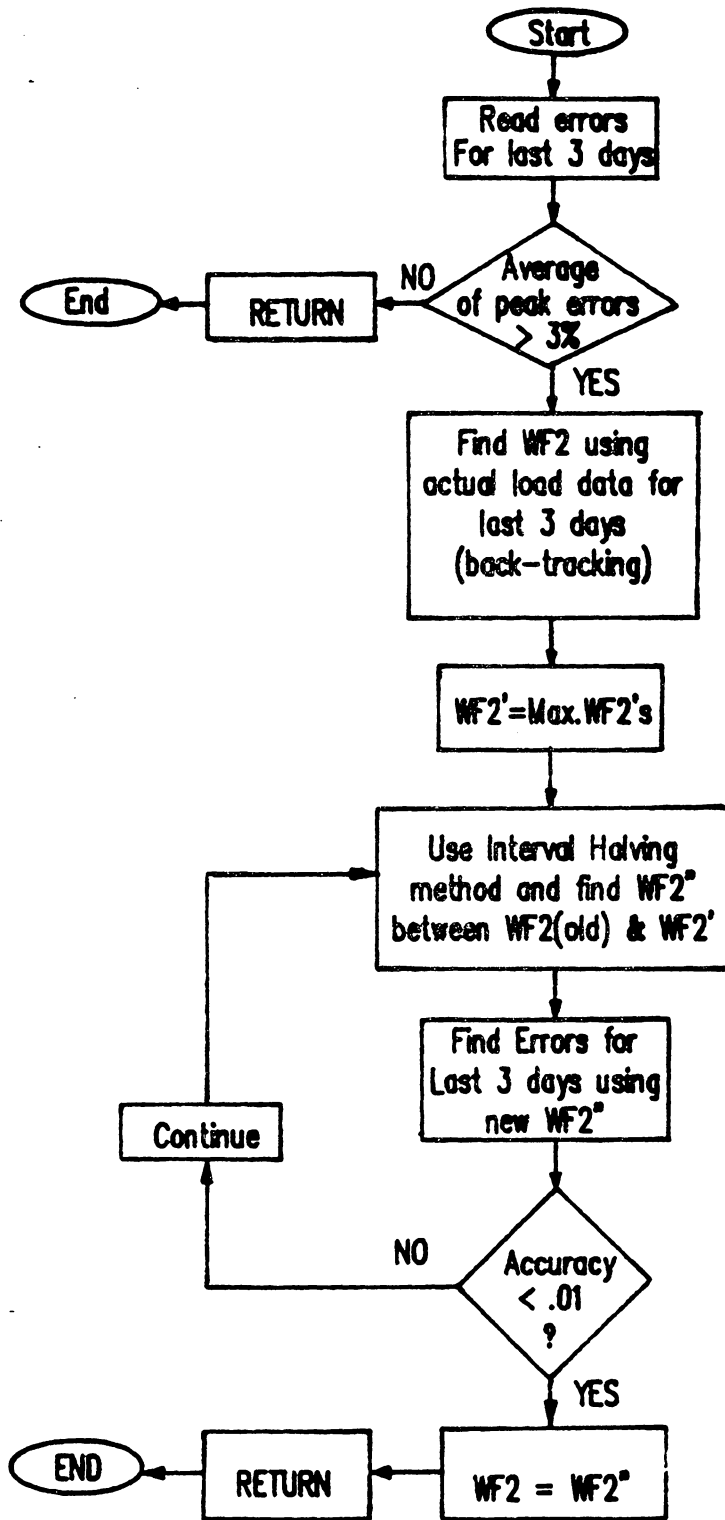 Start
Read errors
For last 3 days
Average
of peak errors
> 3%
NO
RETURN
End
YES
Find WF2 using
actual load data for
last 3 days
(back-tracking)
WF2'=Max.WF2's
Use Interval Halving
method and find WF2"
between WF2(old) & WF2'
Find Errors for
Last 3 days using
new WF2"
Continue
NO
Accuracy
< .01
?
YES
WF2 = WF2"
RETURN
END